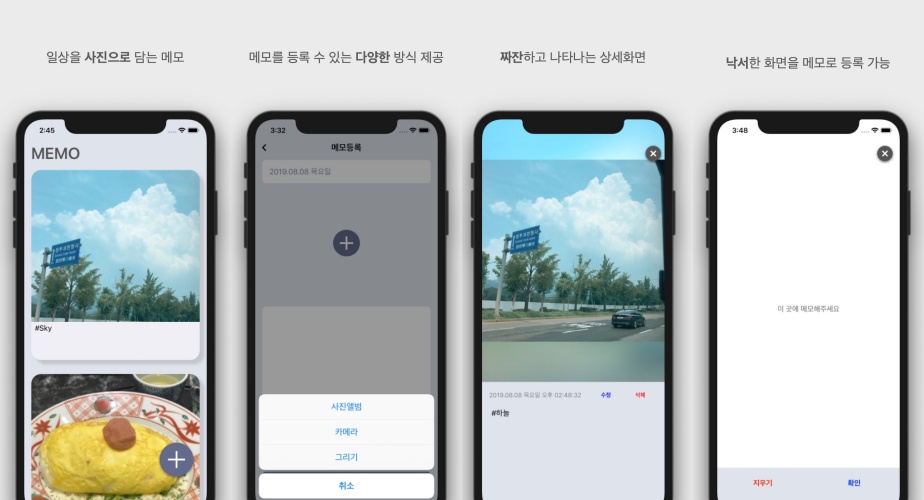 일상을 사진으로 담는 메모
메모를 등록 수 있는 다양한 방식 제공
짜잔하고 나타나는 상세화면
낙서한 화면을 메모로 등록 가능
2:45
MEMO
#Sky
3:32
메모등록
2019.08.08 목요일
사진앨범
카메라
그리기
취소
2019.08.08 목요일 오후 02:48:32 수정 삭제
#하늘
3:48
이 곳에 메모해주세요
지우기 확인